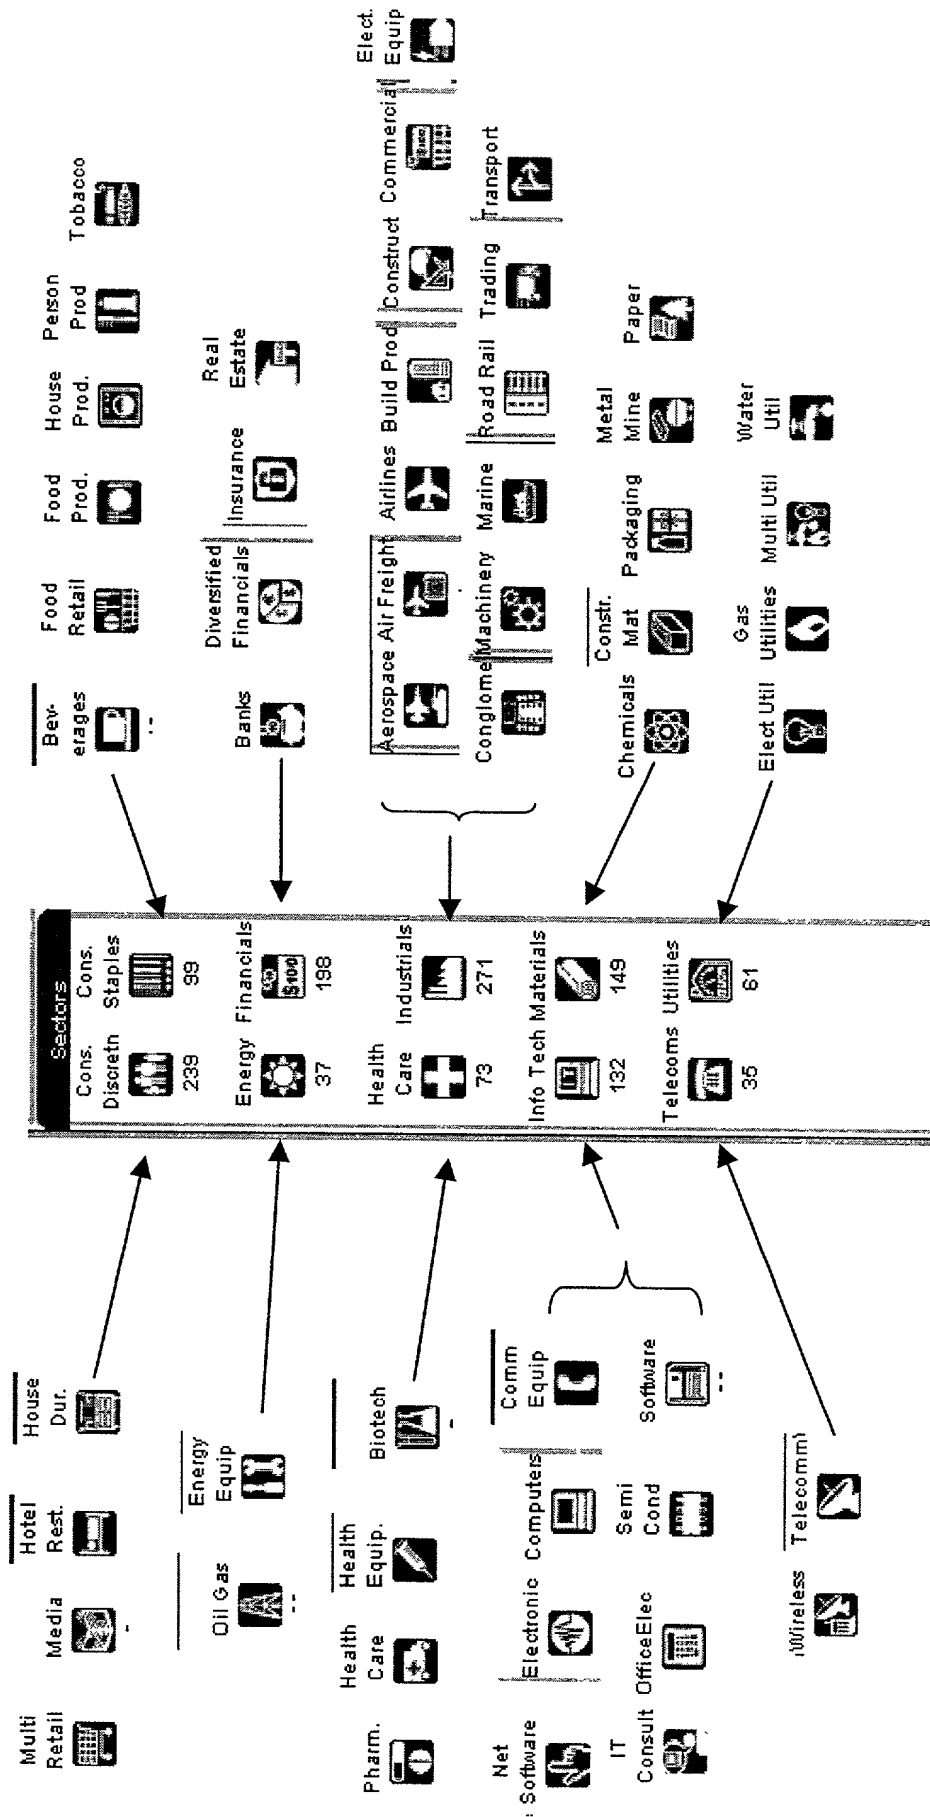 Multi
Retail
Media
Hotel
Rest.
House
Dur.
Oil Gas
Energy
Equip
Pharm.
Health
Care
Health
Equip.
Biotech
Net
Software
Electronic
Computers
Comm
Equip
IT
Consult
OfficeElec
Semi
Cond
Software
Wireless
Telecomm
Sectors
Cons.
Discretn
239
Cons.
Staples
99
Energy
37
Financials
198
Health
Care
73
Industrials
271
Info Tech
132
Materials
149
Telecoms
35
Utilities
61
Bev-
erages
Food
Retail
Food
Prod.
House
Prod.
Person
Prod
Tobacco
Banks
Diversified
Financials
Insurance
Real
Estate
Aerospace
Air Freight
Airlines
Build Prod
Construct
Commercial
Elect.
Equip
Conglome
Machinery
Marine
Road Rail
Trading
Transport
Chemicals
Constr.
Mat
Packaging
Metal
Mine
Paper
Elect Util
Gas
Utilities
Multi Util
Water
Util